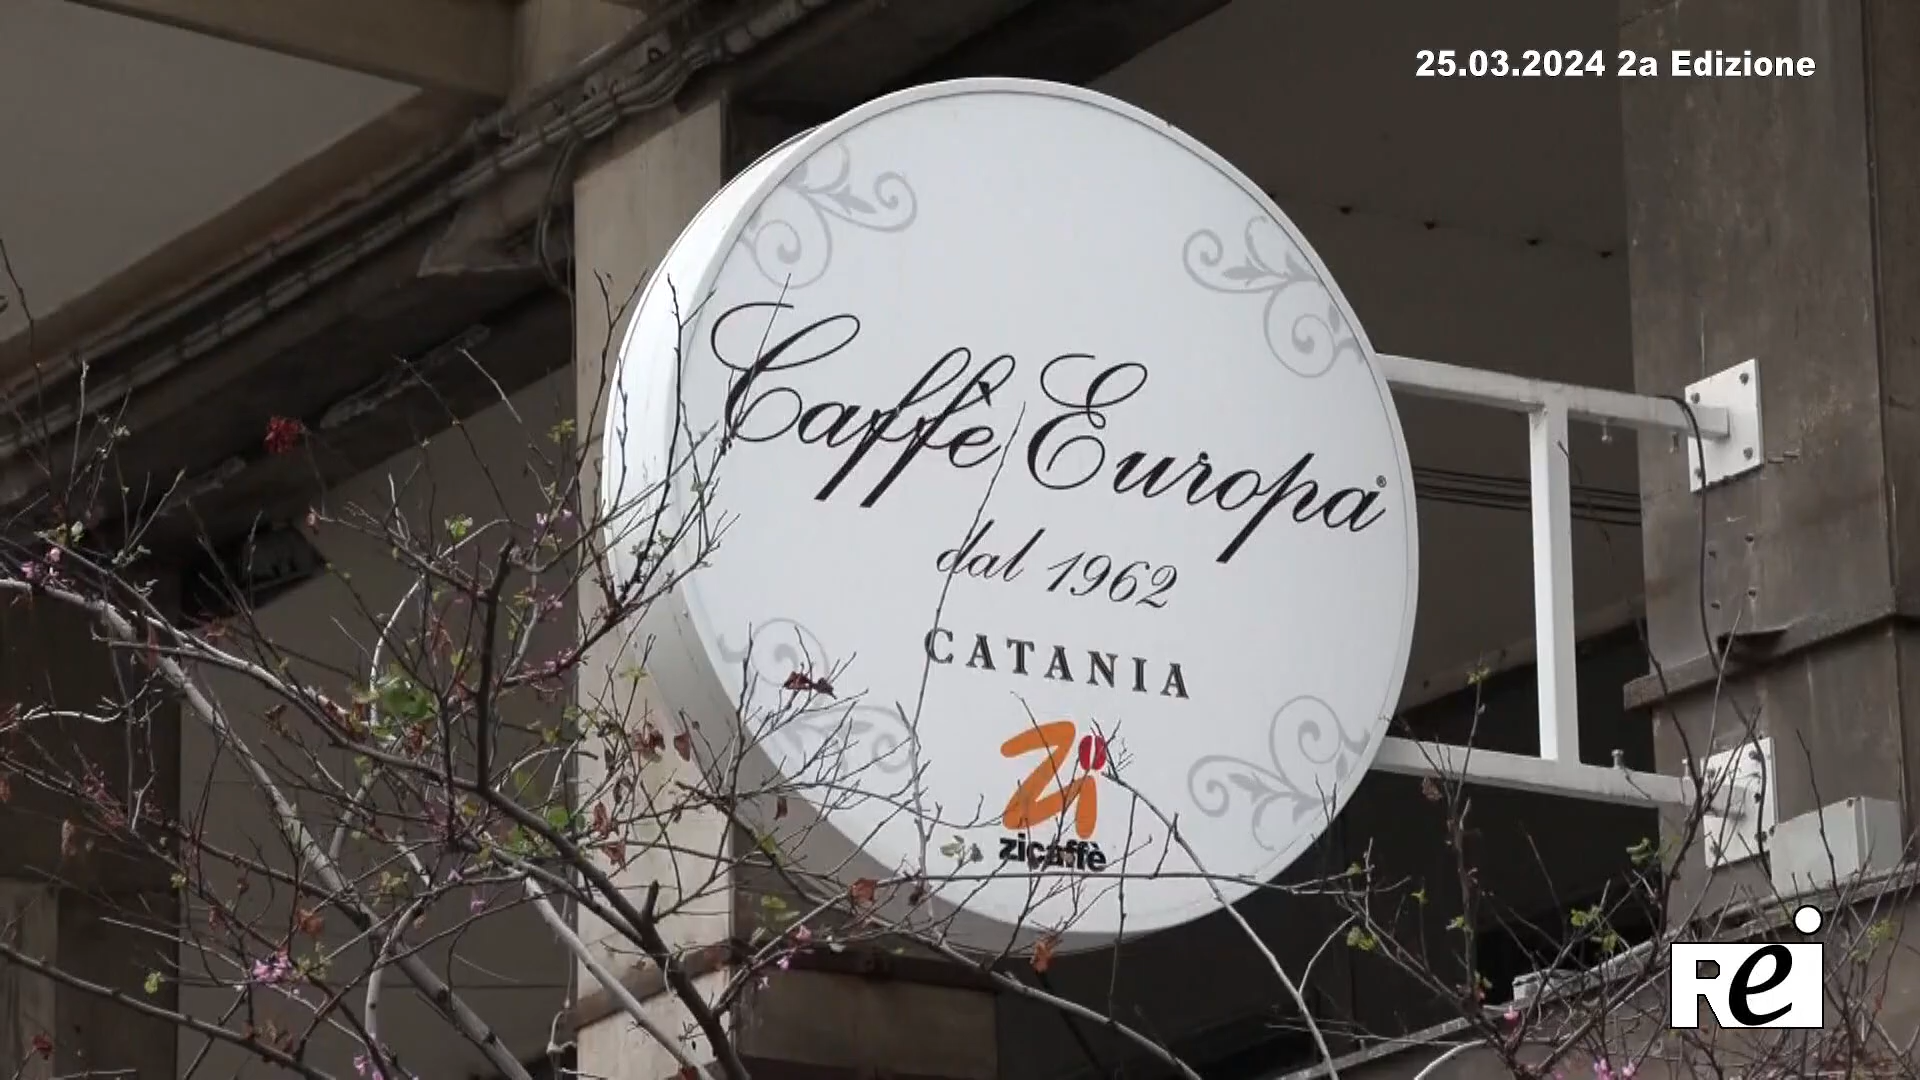 25.03.2024 2a Edizione
Caffè Europa®
dal 1962
CATANIA
Zi
zicaffè
Rei